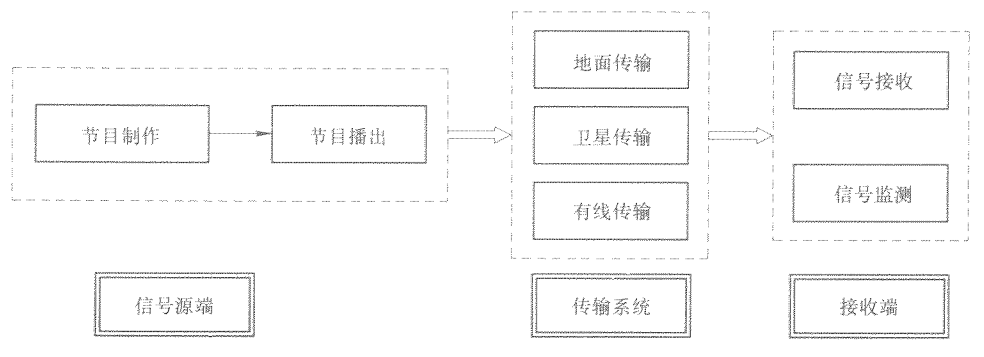 节目制作
节目播出
地面传输
卫星传输
有线传输
信号接收
信号监测
信号源端
传输系统
接收端